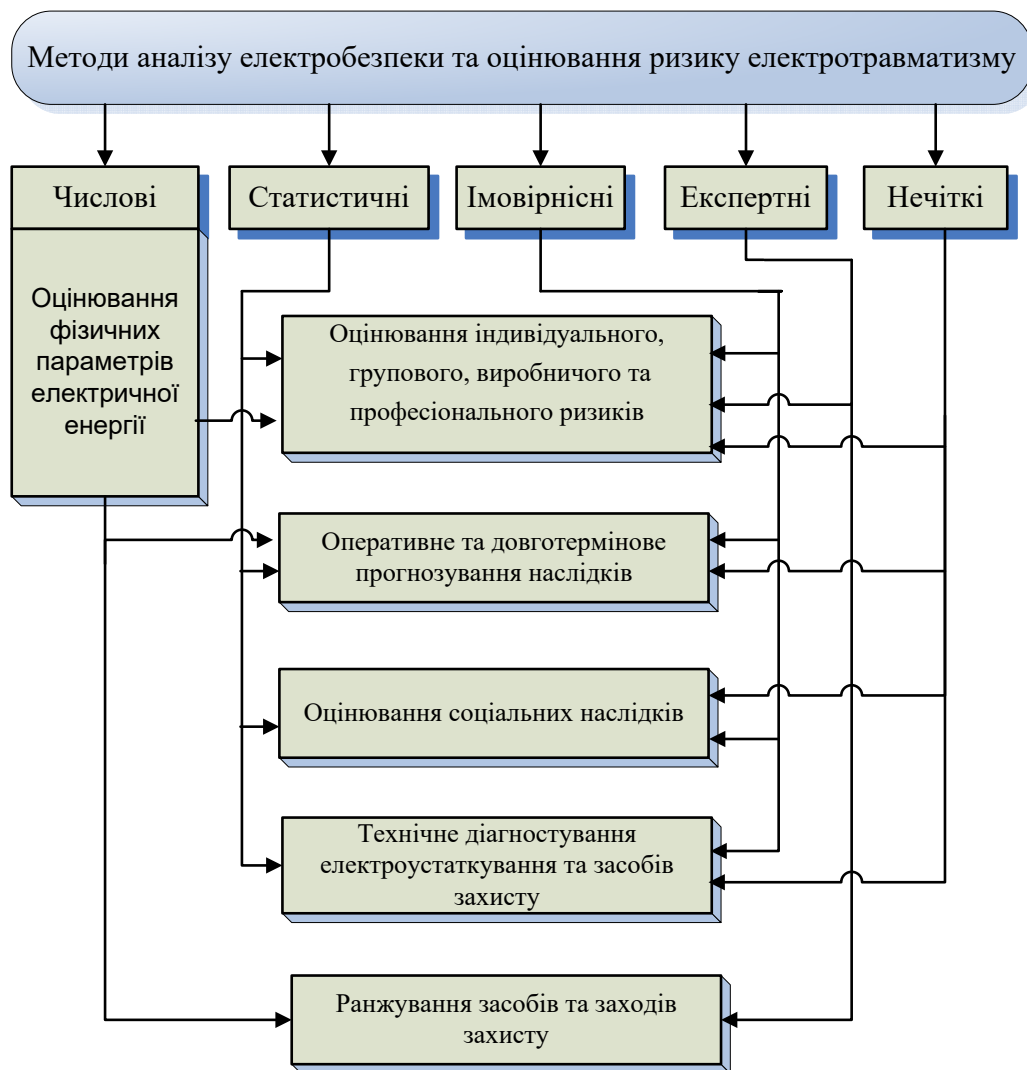 Методи аналізу електробезпеки та оцінювання ризику електротравматизму
Числові
Статистичні
Імовірнісні
Експертні
Нечіткі
Оцінювання
фізичних
параметрів
електричної
енергії
Оцінювання індивідуального,
групового, виробничого та
професіонального ризиків
Оперативне та довготермінове
прогнозування наслідків
Оцінювання соціальних наслідків
Технічне діагностування
електроустаткування та засобів
захисту
Ранжування засобів та заходів
захисту